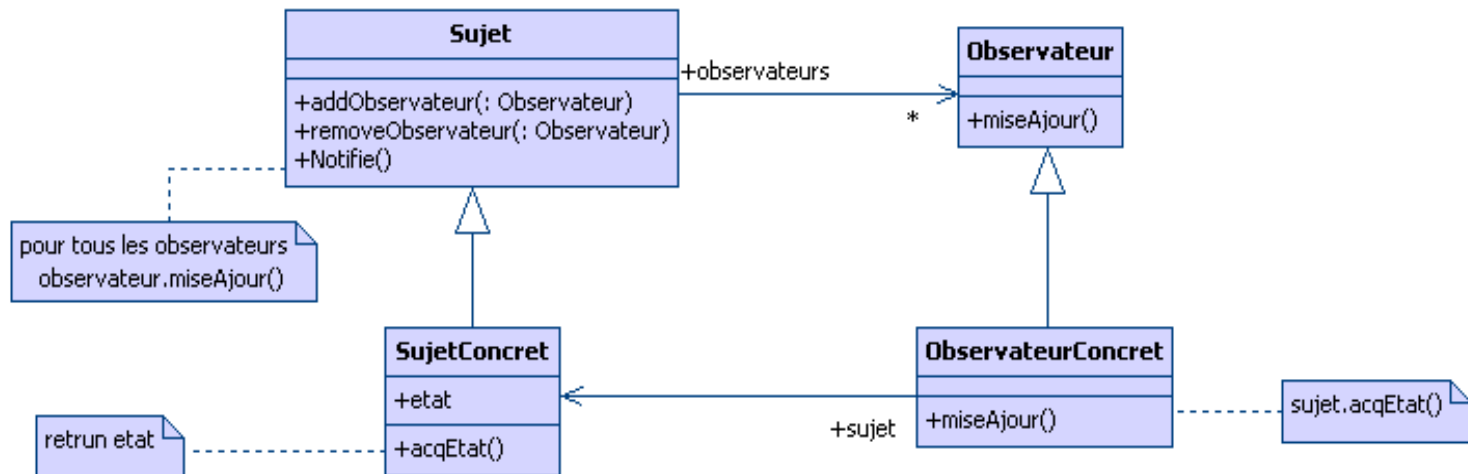 Sujet
+addObservateur(: Observateur)
+removeObservateur(: Observateur)
+Notifie()
+observateurs
*
Observateur
+miseAjour()
pour tous les observateurs
observateur.miseAjour()
SujetConcret
+etat
+acqEtat()
retrun etat
+sujet
ObservateurConcret
+miseAjour()
sujet.acqEtat()